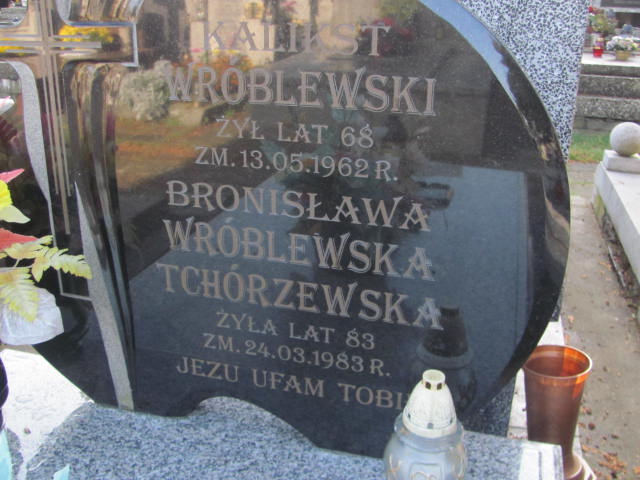 KALIKST
WRÓBLEWSKI
ŻYŁ LAT 68
ZM. 13.05.1962 R.
BRONISŁAWA
WRÓBLEWSKA
TCHÓRZEWSKA
ŻYŁA LAT 83
ZM. 24.03.1983 R.
JEZU UFAM TOBI